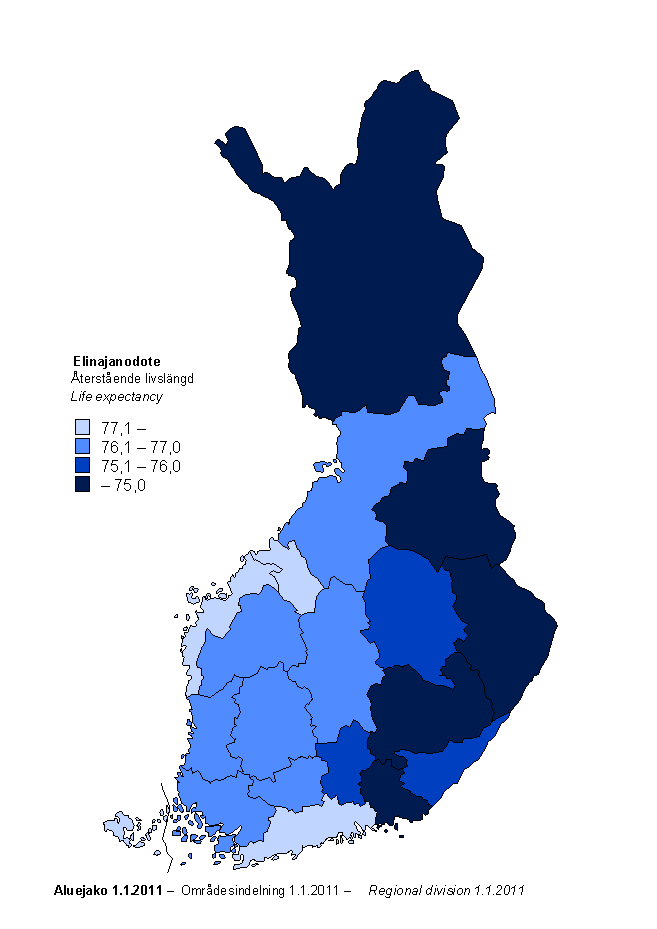 Elinajanodote
Återstående livslängd
Life expectancy
77,1 –
76,1 – 77,0
75,1 – 76,0
– 75,0
Aluejako 1.1.2011 – Områdesindelning 1.1.2011 – Regional division 1.1.2011